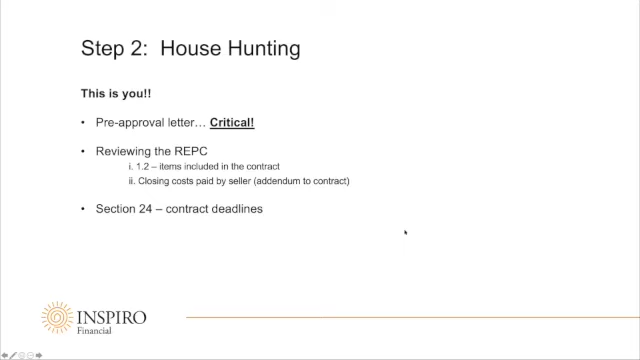 Step 2:  House Hunting
This is you!!
• Pre-approval letter… Critical!
• Reviewing the REPC
i. 1.2 – items included in the contract
ii. Closing costs paid by seller (addendum to contract)
• Section 24 – contract deadlines
INSPIRO
Financial